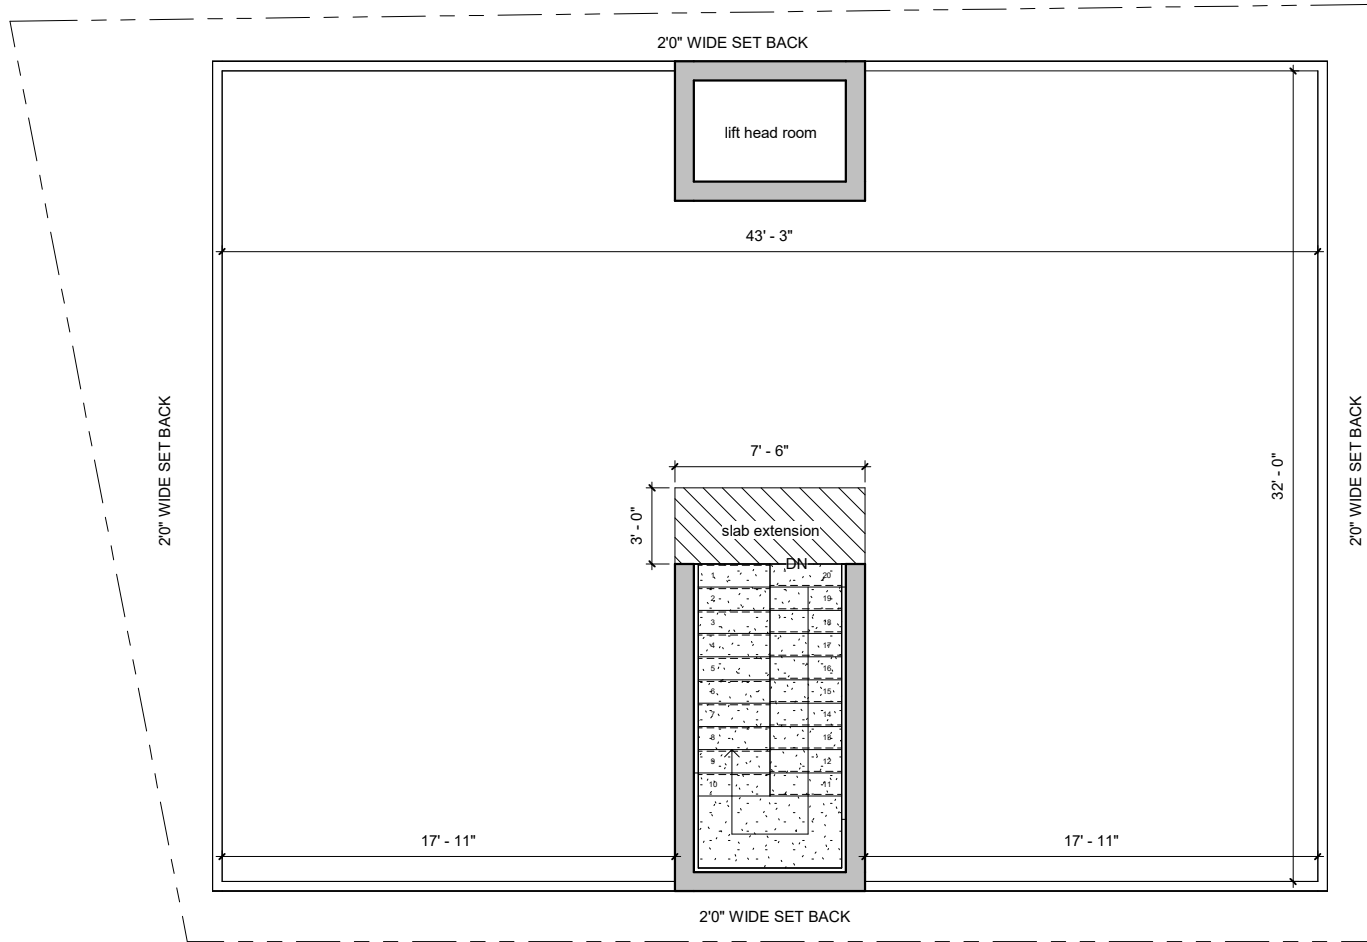 2'0" WIDE SET BACK
lift head room
43' - 3"
2'0" WIDE SET BACK
2'0" WIDE SET BACK
32' - 0"
7' - 6"
3' - 0"
slab extension
DN
1 20
2 19
3 18
4 17
5 16
6 15
7 14
8 13
9 12
10 11
17' - 11"
17' - 11"
2'0" WIDE SET BACK